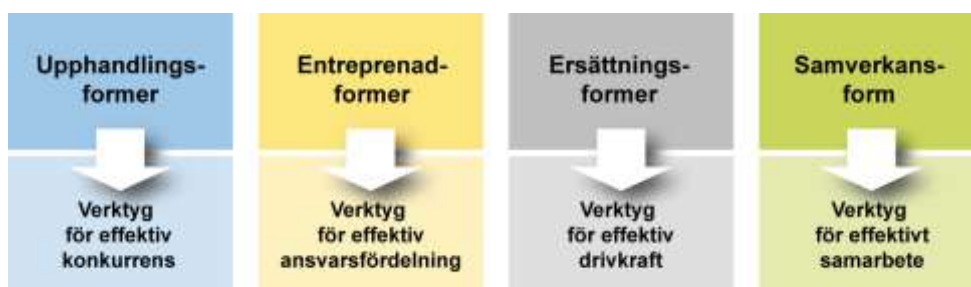 Upphandlings-
former
Verktyg
för effektiv
konkurrens
Entreprenad-
former
Verktyg
för effektiv
ansvarsfördelning
Ersättnings-
former
Verktyg
för effektiv
drivkraft
Samverkans-
form
Verktyg
för effektivt
samarbete